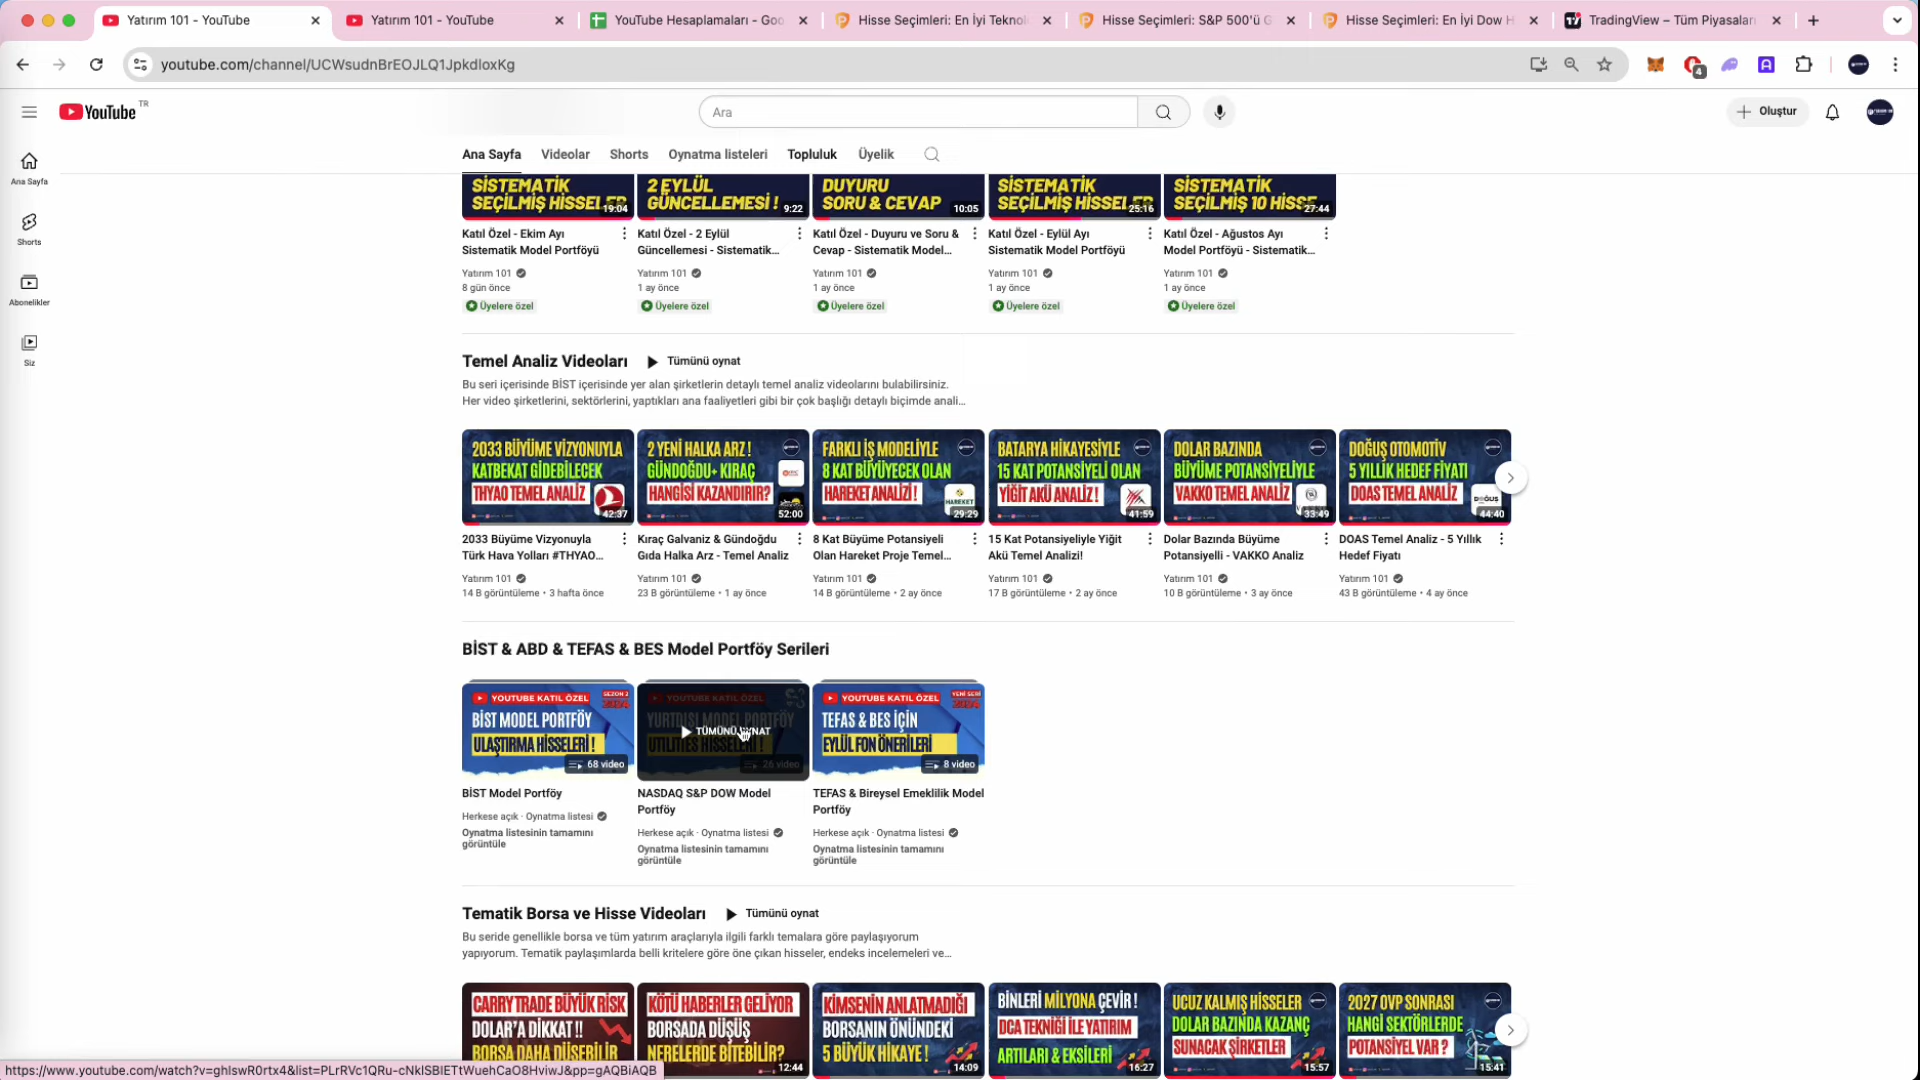 Yatırım 101 - YouTube
Yatırım 101 - YouTube
YouTube Hesaplamaları - Goo
Hisse Seçimleri: En İyi Teknol
Hisse Seçimleri: S&P 500'ü G
Hisse Seçimleri: En İyi Dow H
TradingView – Tüm Piyasaları
youtube.com/channel/UCWsudnBrEOJLQ1JpkdloxKg
4
YouTube TR
Ara
Oluştur
Ana Sayfa
Shorts
Abonelikler
Siz
Ana Sayfa Videolar Shorts Oynatma listeleri Topluluk Üyelik
SİSTEMATİK
SEÇİLMİŞ HİSSELER
19:04
2 EYLÜL
GÜNCELLEMESİ !
9:22
DUYURU
SORU & CEVAP
10:05
SİSTEMATİK
SEÇİLMİŞ HİSSELER
25:16
SİSTEMATİK
SEÇİLMİŞ 10 HİSSE
27:44
Katıl Özel - Ekim Ayı
Sistematik Model Portföyü
Yatırım 101
8 gün önce
Üyelere özel
Katıl Özel - 2 Eylül
Güncellemesi - Sistematik...
Yatırım 101
1 ay önce
Üyelere özel
Katıl Özel - Duyuru ve Soru &
Cevap - Sistematik Model...
Yatırım 101
1 ay önce
Üyelere özel
Katıl Özel - Eylül Ayı
Sistematik Model Portföyü
Yatırım 101
1 ay önce
Üyelere özel
Katıl Özel - Ağustos Ayı
Model Portföyü - Sistematik...
Yatırım 101
1 ay önce
Üyelere özel
Temel Analiz Videoları Tümünü oynat
Bu seri içerisinde BİST içerisinde yer alan şirketlerin detaylı temel analiz videolarını bulabilirsiniz.
Her video şirketlerini, sektörlerini, yaptıkları ana faaliyetleri gibi bir çok başlığı detaylı biçimde anali...
2033 BÜYÜME VİZYONUYLA
KATBEKAT GİDEBİLECEK
THYAO TEMEL ANALİZ
42:37
2 YENİ HALKA ARZ !
GÜNDOĞDU+ KIRAÇ
HANGİSİ KAZANDIRIR?
52:00
FARKLI İŞ MODELİYLE
8 KAT BÜYÜYECEK OLAN
HAREKET ANALİZİ !
HAREKET
29:29
BATARYA HİKAYESİYLE
15 KAT POTANSİYELİ OLAN
YİĞİT AKÜ ANALİZ !
41:59
DOLAR BAZINDA
BÜYÜME POTANSİYELİYLE
VAKKO TEMEL ANALİZ
33:49
DOĞUŞ OTOMOTİV
5 YILLIK HEDEF FİYATI
DOAS TEMEL ANALİZ
DOĞUŞ
44:40
2033 Büyüme Vizyonuyla
Türk Hava Yolları #THYAO...
Yatırım 101
14 B görüntüleme • 3 hafta önce
Kıraç Galvaniz & Gündoğdu
Gıda Halka Arz - Temel Analiz
Yatırım 101
23 B görüntüleme • 1 ay önce
8 Kat Büyüme Potansiyeli
Olan Hareket Proje Temel...
Yatırım 101
14 B görüntüleme • 2 ay önce
15 Kat Potansiyeliyle Yiğit
Akü Temel Analizi!
Yatırım 101
17 B görüntüleme • 2 ay önce
Dolar Bazında Büyüme
Potansiyelli - VAKKO Analiz
Yatırım 101
10 B görüntüleme • 3 ay önce
DOAS Temel Analiz - 5 Yıllık
Hedef Fiyatı
Yatırım 101
43 B görüntüleme • 4 ay önce
BİST & ABD & TEFAS & BES Model Portföy Serileri
YOUTUBE KATIL ÖZEL
SEZON 2
2024
BİST MODEL PORTFÖY
ULAŞTIRMA HİSSELERİ !
68 video
YOUTUBE KATIL ÖZEL
YURTDIŞI MODEL PORTFÖY
TÜMÜNÜ OYNAT
UTILITIES HİSSELERİ !
26 video
YOUTUBE KATIL ÖZEL
YENİ SERİ
2024
TEFAS & BES İÇİN
EYLÜL FON ÖNERİLERİ
8 video
BİST Model Portföy
Herkese açık · Oynatma listesi
Oynatma listesinin tamamını
görüntüle
NASDAQ S&P DOW Model
Portföy
Herkese açık · Oynatma listesi
Oynatma listesinin tamamını
görüntüle
TEFAS & Bireysel Emeklilik Model
Portföy
Herkese açık · Oynatma listesi
Oynatma listesinin tamamını
görüntüle
Tematik Borsa ve Hisse Videoları Tümünü oynat
Bu seride genellikle borsa ve tüm yatırım araçlarıyla ilgili farklı temalara göre paylaşıyorum
yapıyorum. Tematik paylaşımlarda belli kriterlere göre öne çıkan hisseler, endeks incelemeleri ve...
CARRY TRADE BÜYÜK RİSK
DOLAR'A DİKKAT !!
BORSA DAHA DÜŞEBİLİR
KÖTÜ HABERLER GELİYOR
BORSADA DÜŞÜŞ
NERELERDE BİTEBİLİR?
12:44
KİMSENİN ANLATMADIĞI
BORSANIN ÖNÜNDEKİ
5 BÜYÜK HİKAYE !
14:09
BİNLERİ MİLYONA ÇEVİR !
DCA TEKNİĞİ İLE YATIRIM
ARTILARI & EKSİLERİ
16:27
UCUZ KALMIŞ HİSSELER
DOLAR BAZINDA KAZANÇ
SUNACAK ŞİRKETLER
15:57
2027 OVP SONRASI
HANGİ SEKTÖRLERDE
POTANSİYEL VAR ?
15:41
https://www.youtube.com/watch?v=ghlswR0rtx4&list=PLrRVc1QRu-cNklSBlETtWuehCaO8HviwJ&pp=gAQBiAQB